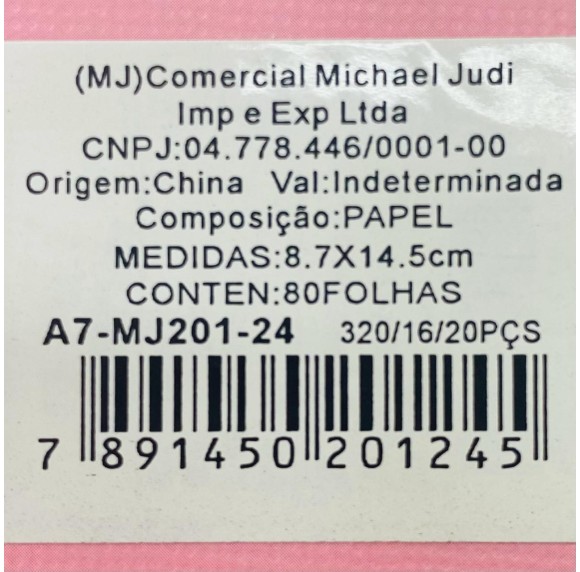 (MJ)Comercial Michael Judi
Imp e Exp Ltda
CNPJ:04.778.446/0001-00
Origem:China Val:Indeterminada
Composição:PAPEL
MEDIDAS:8.7X14.5cm
CONTEN:80FOLHAS
A7-MJ201-24 320/16/20PÇS
7 891450 201245